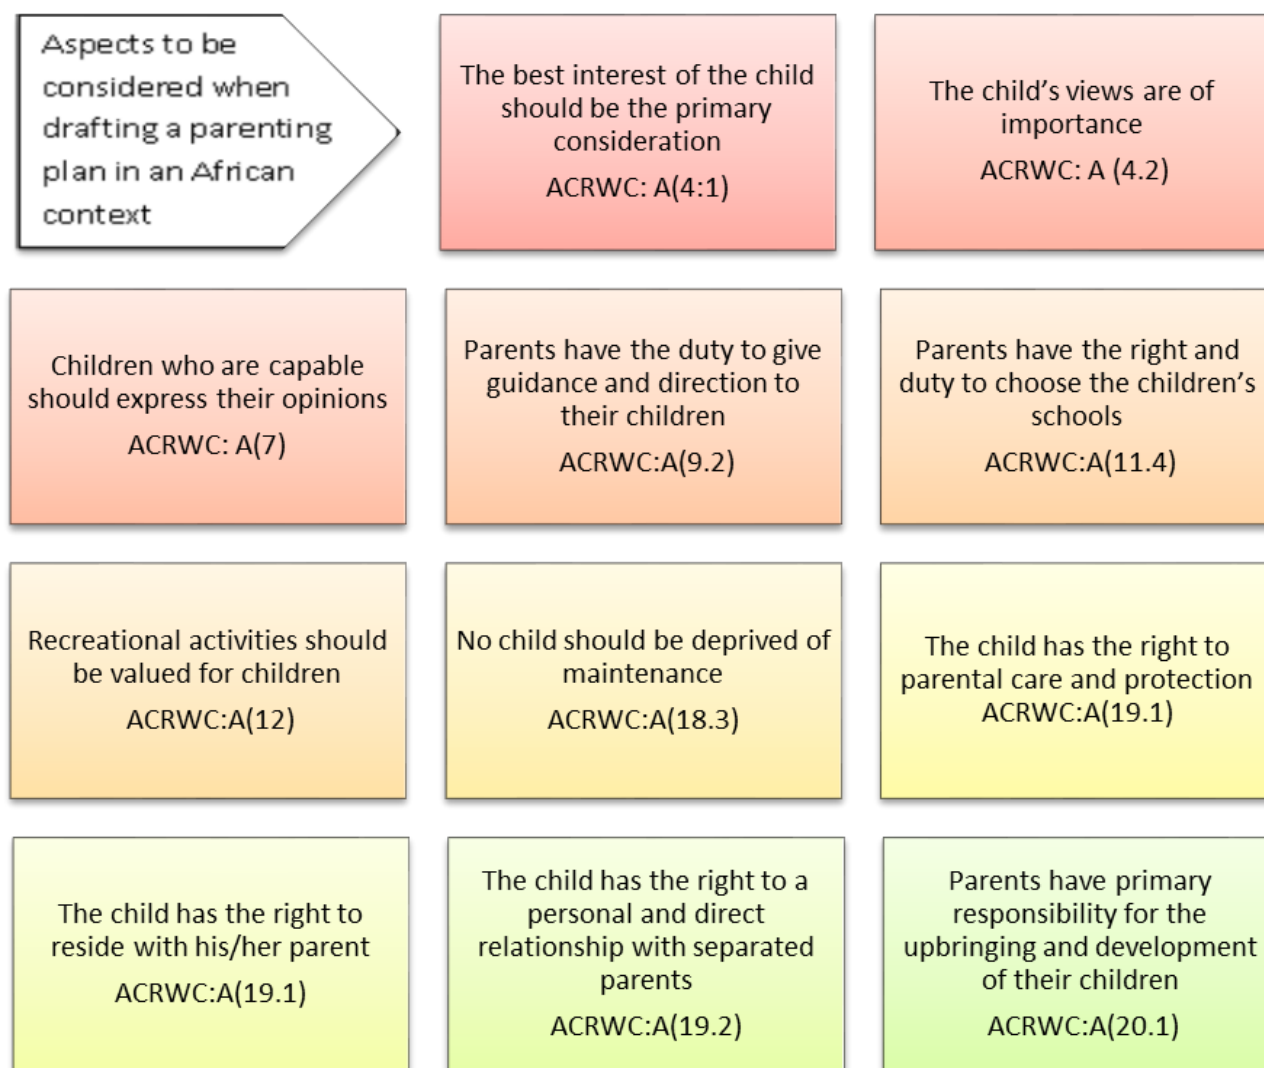 Aspects to be
considered when
drafting a parenting
plan in an African
context
The best interest of the child
should be the primary
consideration
ACRWC: A(4:1)
The child's views are of
importance
ACRWC: A (4.2)
Children who are capable
should express their opinions
ACRWC: A(7)
Parents have the duty to give
guidance and direction to
their children
ACRWC:A(9.2)
Parents have the right and
duty to choose the children's
schools
ACRWC:A(11.4)
Recreational activities should
be valued for children
ACRWC:A(12)
No child should be deprived of
maintenance
ACRWC:A(18.3)
The child has the right to
parental care and protection
ACRWC:A(19.1)
The child has the right to
reside with his/her parent
ACRWC:A(19.1)
The child has the right to a
personal and direct
relationship with separated
parents
ACRWC:A(19.2)
Parents have primary
responsibility for the
upbringing and development
of their children
ACRWC:A(20.1)